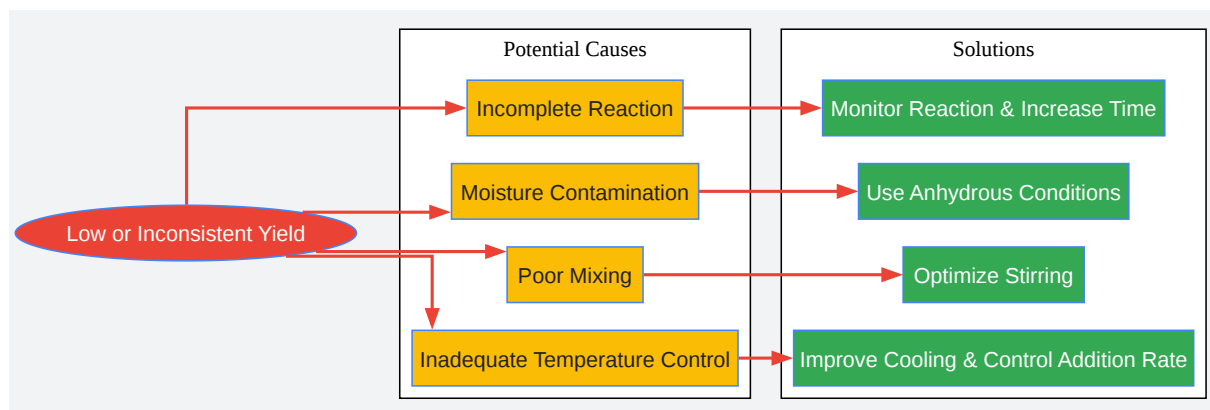 Potential Causes
Solutions
Incomplete Reaction
Monitor Reaction & Increase Time
Moisture Contamination
Use Anhydrous Conditions
Low or Inconsistent Yield
Poor Mixing
Optimize Stirring
Inadequate Temperature Control
Improve Cooling & Control Addition Rate